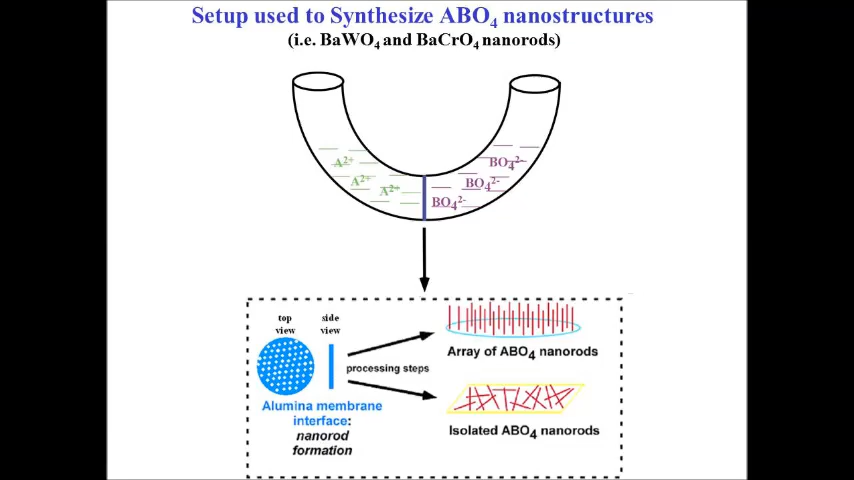 Setup used to Synthesize ABO₄ nanostructures
(i.e. BaWO₄ and BaCrO₄ nanorods)
A²⁺
A²⁺
A²⁺
BO₄²⁻
BO₄²⁻
BO₄²⁻
top view
side view
processing steps
Alumina membrane
interface:
nanorod
formation
Array of ABO₄ nanorods
Isolated ABO₄ nanorods